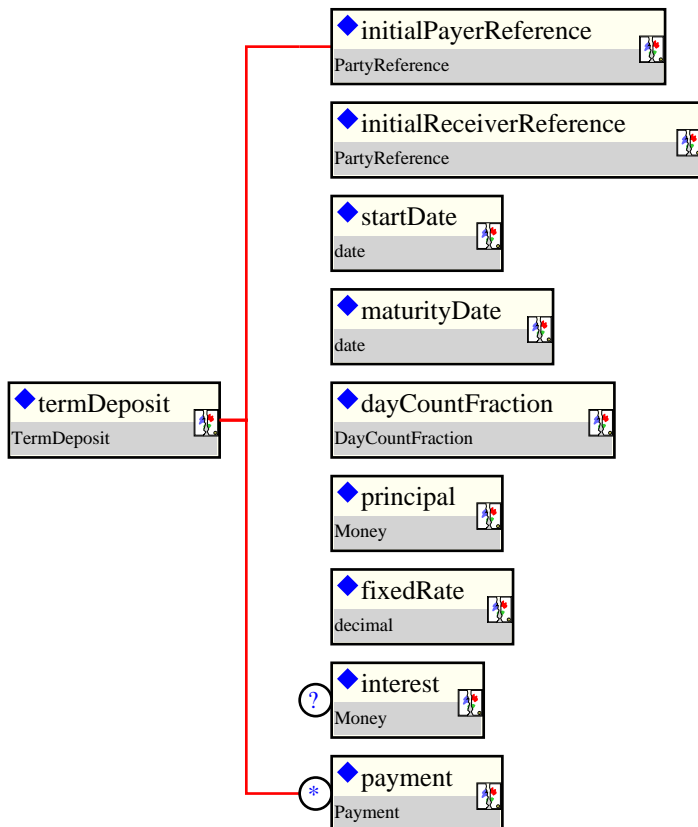 initialPayerReference
PartyReference
initialReceiverReference
PartyReference
startDate
date
maturityDate
date
termDeposit
TermDeposit
dayCountFraction
DayCountFraction
principal
Money
fixedRate
decimal
?
interest
Money
*
payment
Payment